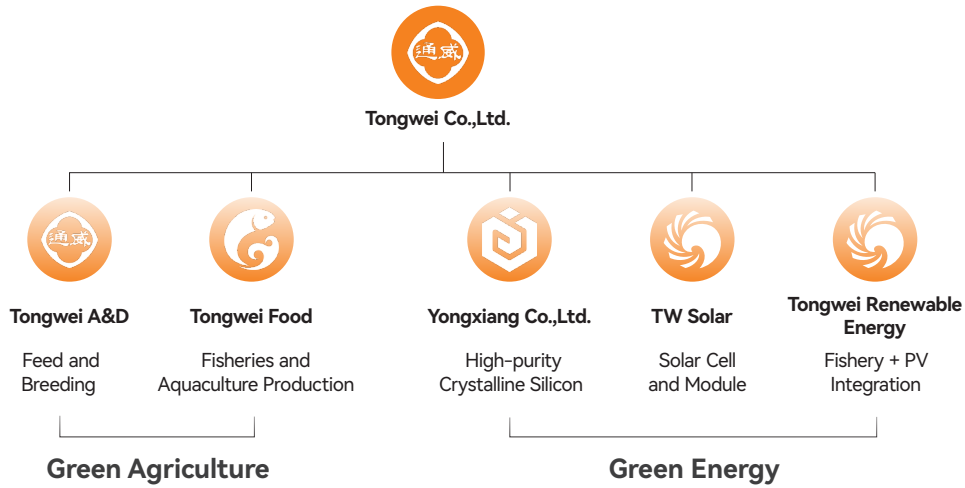 通威
Tongwei Co.,Ltd.
通威
Tongwei A&D
Feed and
Breeding
Tongwei Food
Fisheries and
Aquaculture Production
Yongxiang Co.,Ltd.
High-purity
Crystalline Silicon
TW Solar
Solar Cell
and Module
Tongwei Renewable
Energy
Fishery + PV
Integration
Green Agriculture
Green Energy